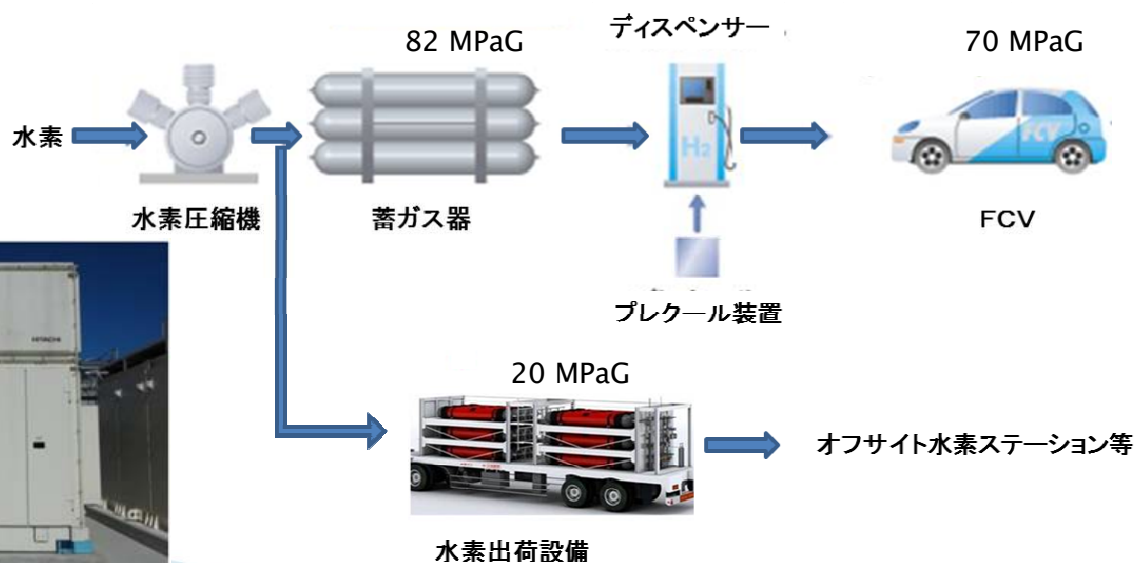 82 MPaG
ディスペンサー
70 MPaG
水素
H2
FCV
水素圧縮機
蓄ガス器
FCV
プレクール装置
HITACHI
20 MPaG
オフサイト水素ステーション等
水素出荷設備